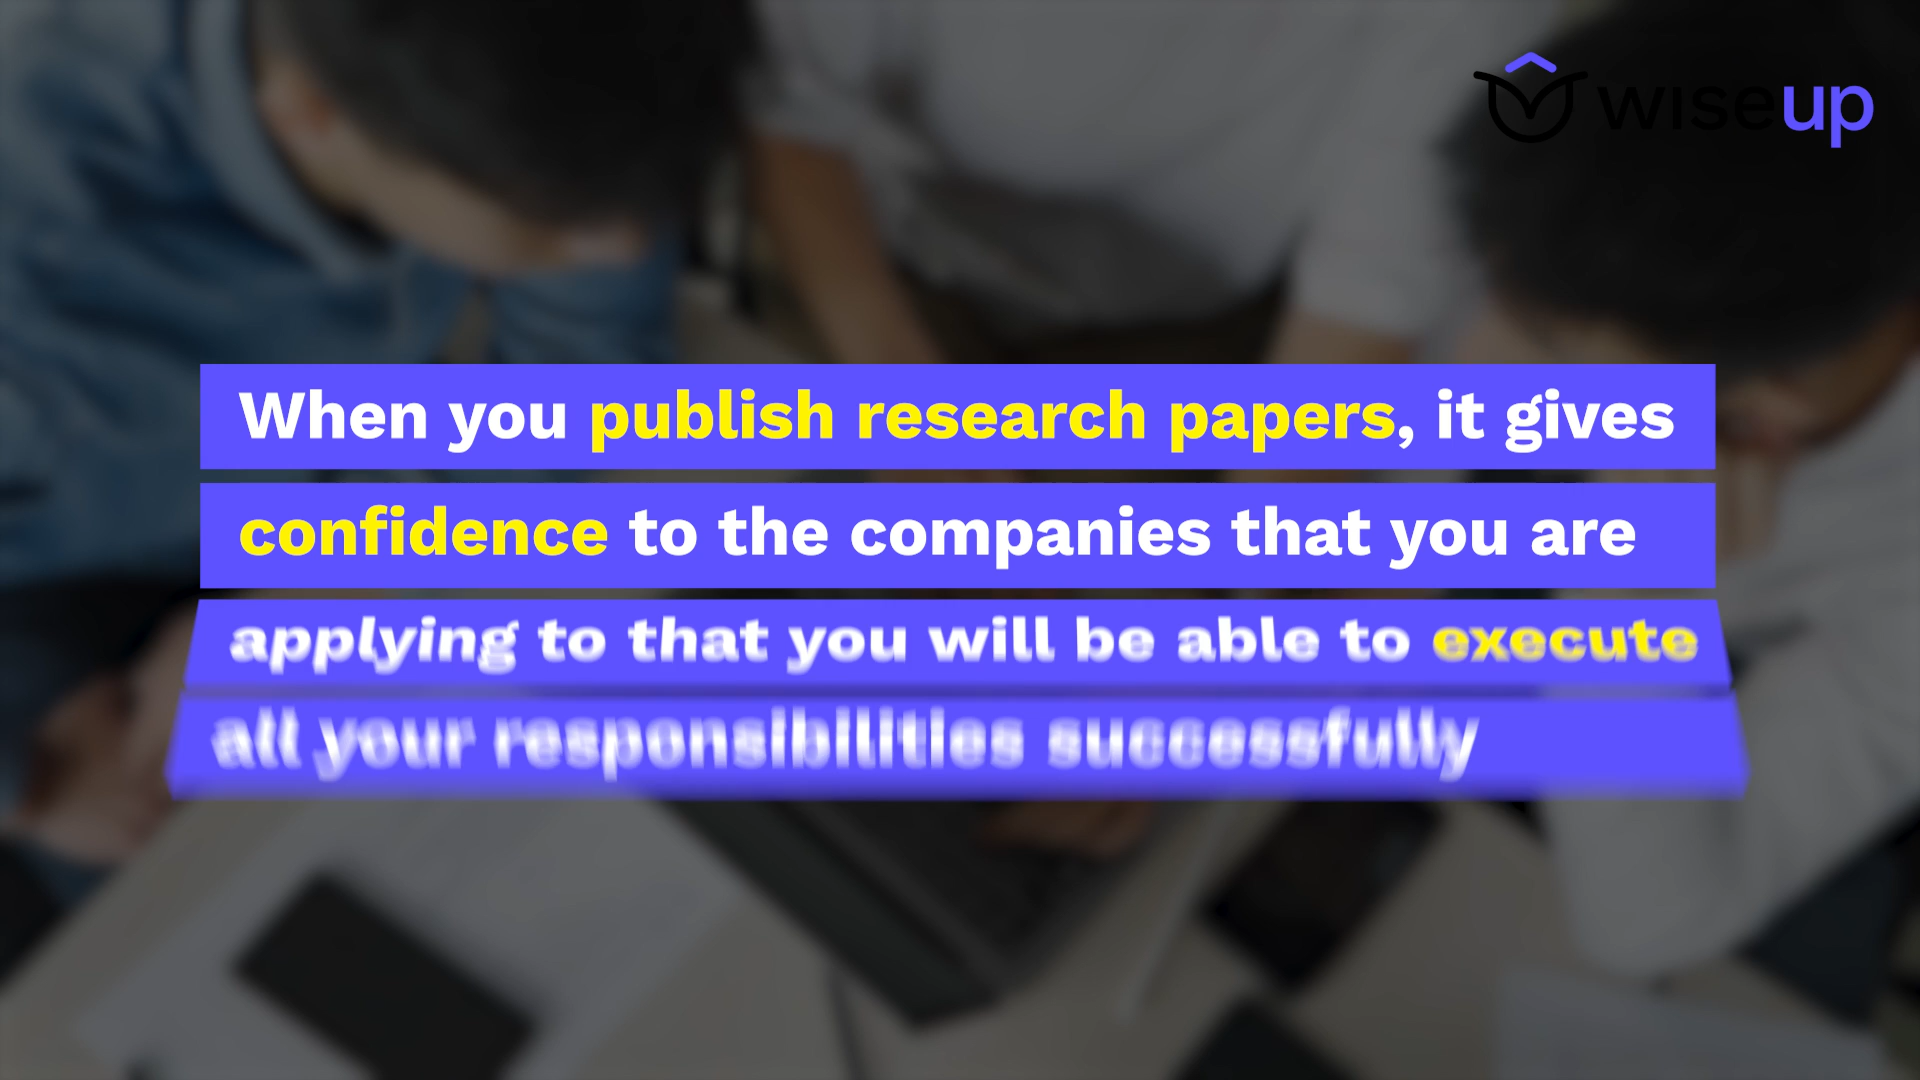 wiseup
When you publish research papers, it gives
confidence to the companies that you are
applying to that you will be able to execute
all your responsibilities successfully